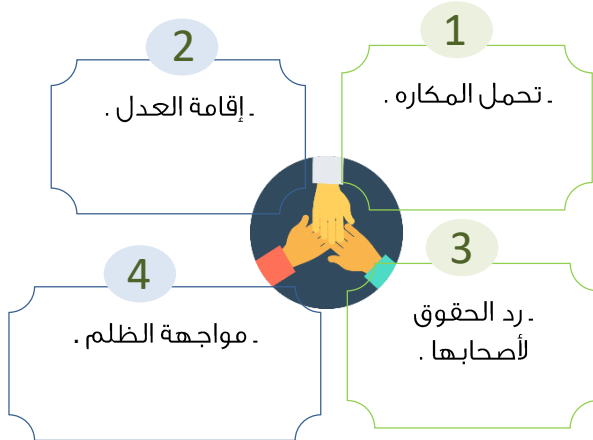 1
ـ تحمل المكاره .
2
ـ إقامة العدل .
3
ـ رد الحقوق
لأصحابها .
4
ـ مواجهة الظلم .